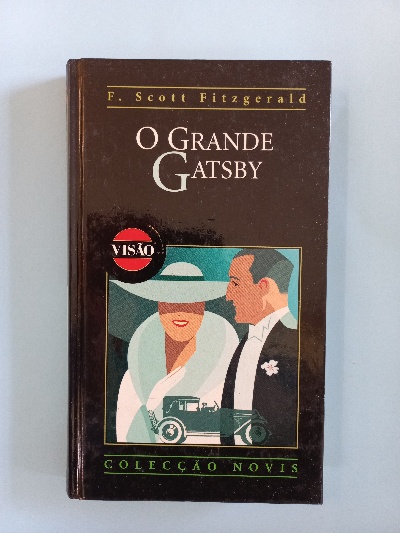 F. Scott Fitzgerald
O GRANDE
GATSBY
VISÃO
COLECÇÃO NOVIS